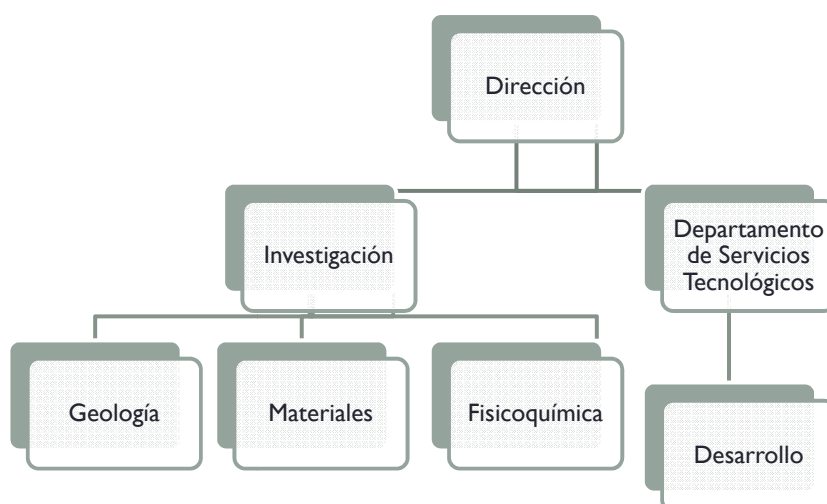 Dirección
Investigación
Departamento
de Servicios
Tecnológicos
Geología
Materiales
Fisicoquímica
Desarrollo